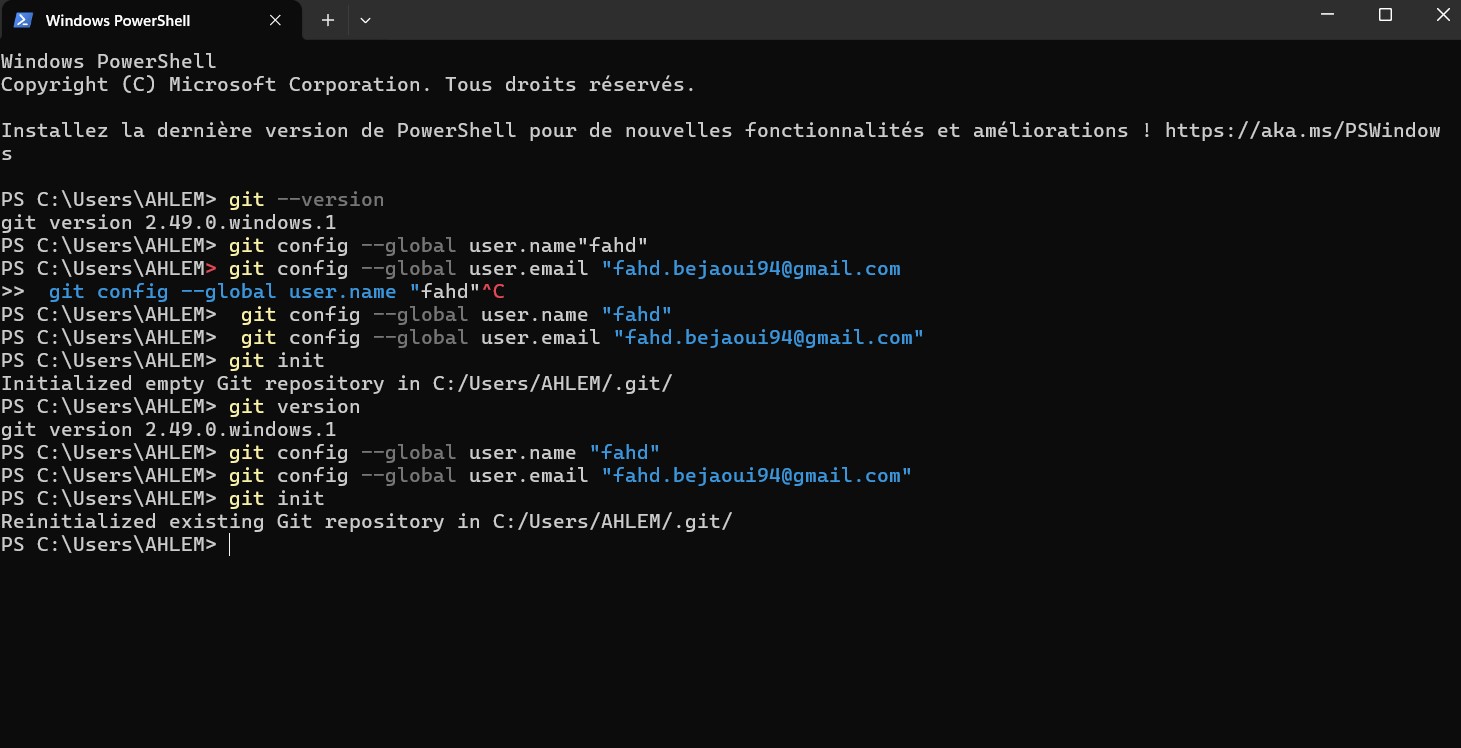 Windows PowerShell
Windows PowerShell
Copyright (C) Microsoft Corporation. Tous droits réservés.
Installez la dernière version de PowerShell pour de nouvelles fonctionnalités et améliorations ! https://aka.ms/PSWindow
s
PS C:\Users\AHLEM> git --version
git version 2.49.0.windows.1
PS C:\Users\AHLEM> git config --global user.name"fahd"
PS C:\Users\AHLEM> git config --global user.email "fahd.bejaoui94@gmail.com
>>  git config --global user.name "fahd"^C
PS C:\Users\AHLEM>  git config --global user.name "fahd"
PS C:\Users\AHLEM>  git config --global user.email "fahd.bejaoui94@gmail.com"
PS C:\Users\AHLEM> git init
Initialized empty Git repository in C:/Users/AHLEM/.git/
PS C:\Users\AHLEM> git version
git version 2.49.0.windows.1
PS C:\Users\AHLEM> git config --global user.name "fahd"
PS C:\Users\AHLEM> git config --global user.email "fahd.bejaoui94@gmail.com"
PS C:\Users\AHLEM> git init
Reinitialized existing Git repository in C:/Users/AHLEM/.git/
PS C:\Users\AHLEM>